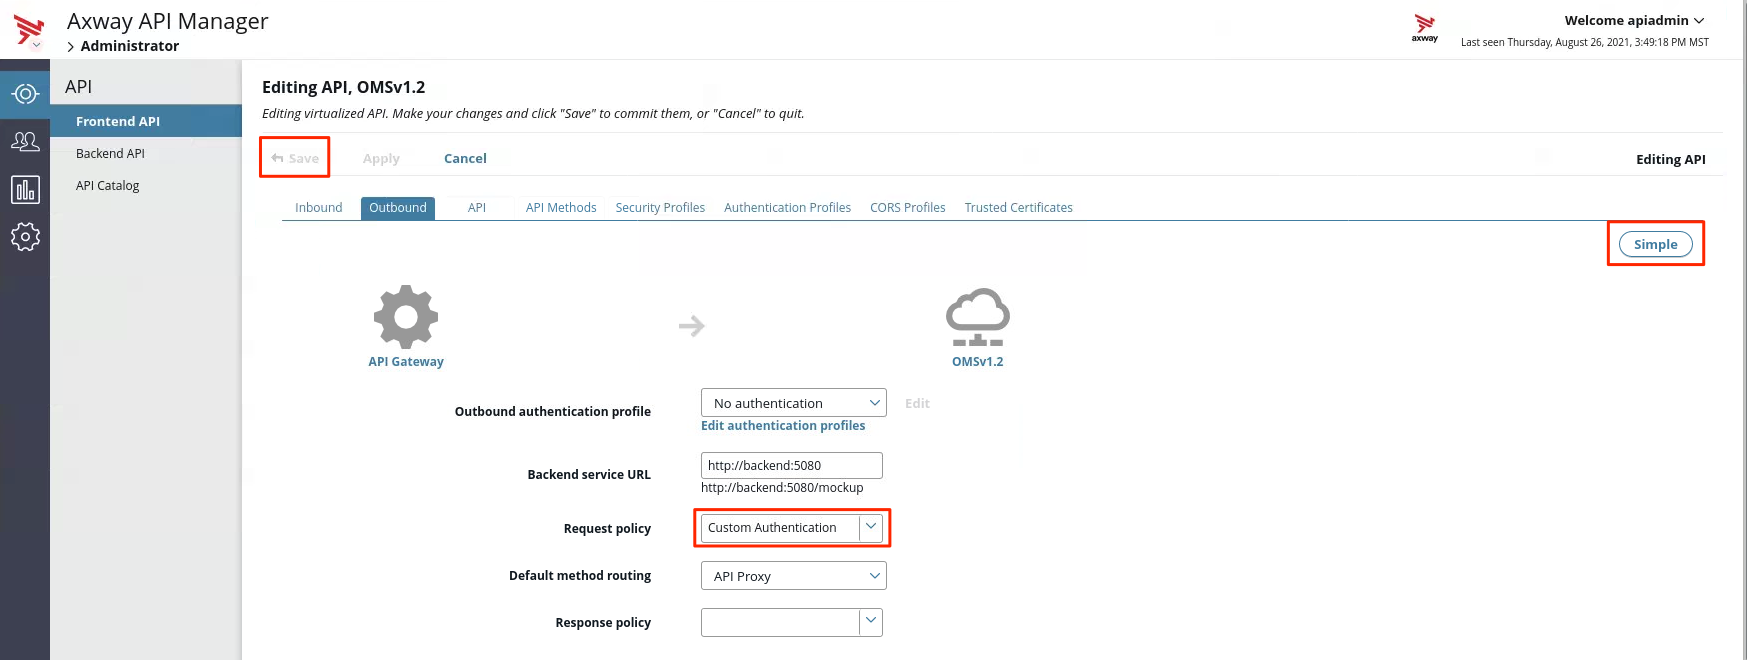 Axway API Manager
Administrator
axway
Welcome apiadmin
Last seen Thursday, August 26, 2021, 3:49:18 PM MST
API
Frontend API
Backend API
API Catalog
Editing API, OMSv1.2
Editing virtualized API. Make your changes and click "Save" to commit them, or "Cancel" to quit.
Save Apply Cancel Editing API
Inbound Outbound API API Methods Security Profiles Authentication Profiles CORS Profiles Trusted Certificates
Simple
API Gateway OMSv1.2
Outbound authentication profile No authentication Edit
Edit authentication profiles
Backend service URL http://backend:5080
http://backend:5080/mockup
Request policy Custom Authentication
Default method routing API Proxy
Response policy